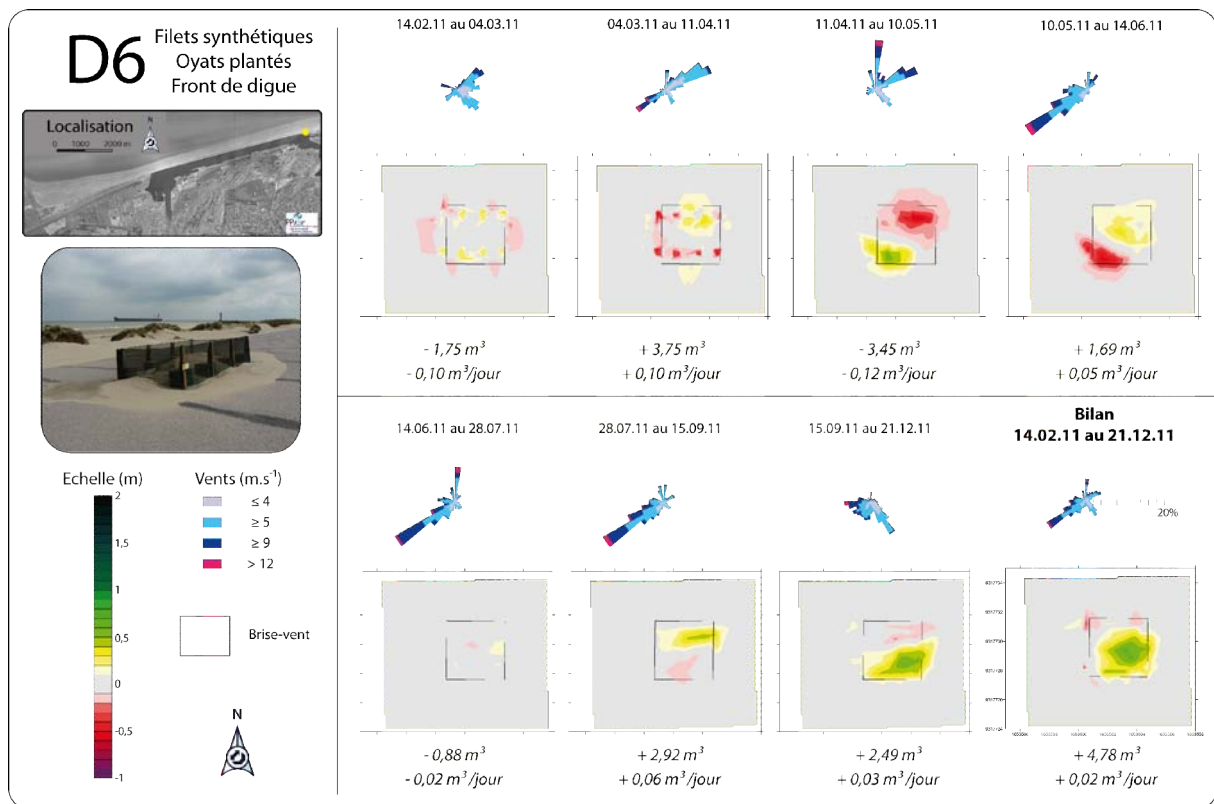 D6
Filets synthétiques
Oyats plantés
Front de digue
Localisation
0 1000 2000 m
Echelle (m)
2
1,5
1
0,5
0
-0,5
-1
Vents (m.s⁻¹)
≤ 4
≥ 5
≥ 9
> 12
Brise-vent
N
14.02.11 au 04.03.11
- 1,75 m³
- 0,10 m³/jour
04.03.11 au 11.04.11
+ 3,75 m³
+ 0,10 m³/jour
11.04.11 au 10.05.11
- 3,45 m³
- 0,12 m³/jour
10.05.11 au 14.06.11
+ 1,69 m³
+ 0,05 m³/jour
14.06.11 au 28.07.11
-0,88 m³
- 0,02 m³/jour
28.07.11 au 15.09.11
+ 2,92 m³
+ 0,06 m³/jour
15.09.11 au 21.12.11
+ 2,49 m³
+ 0,03 m³/jour
Bilan
14.02.11 au 21.12.11
20%
+ 4,78 m³
+ 0,02 m³/jour